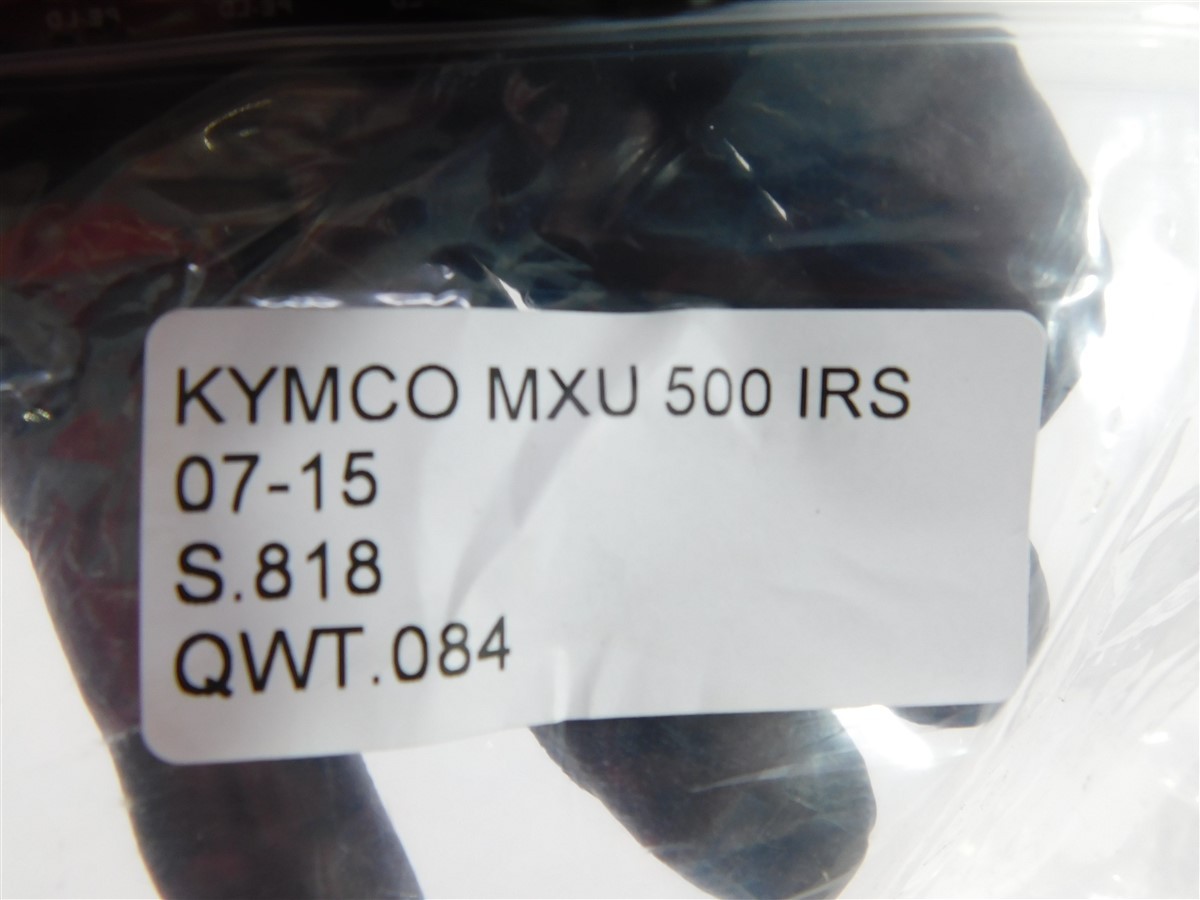 KYMCO MXU 500 IRS
07-15
S.818
QWT.084